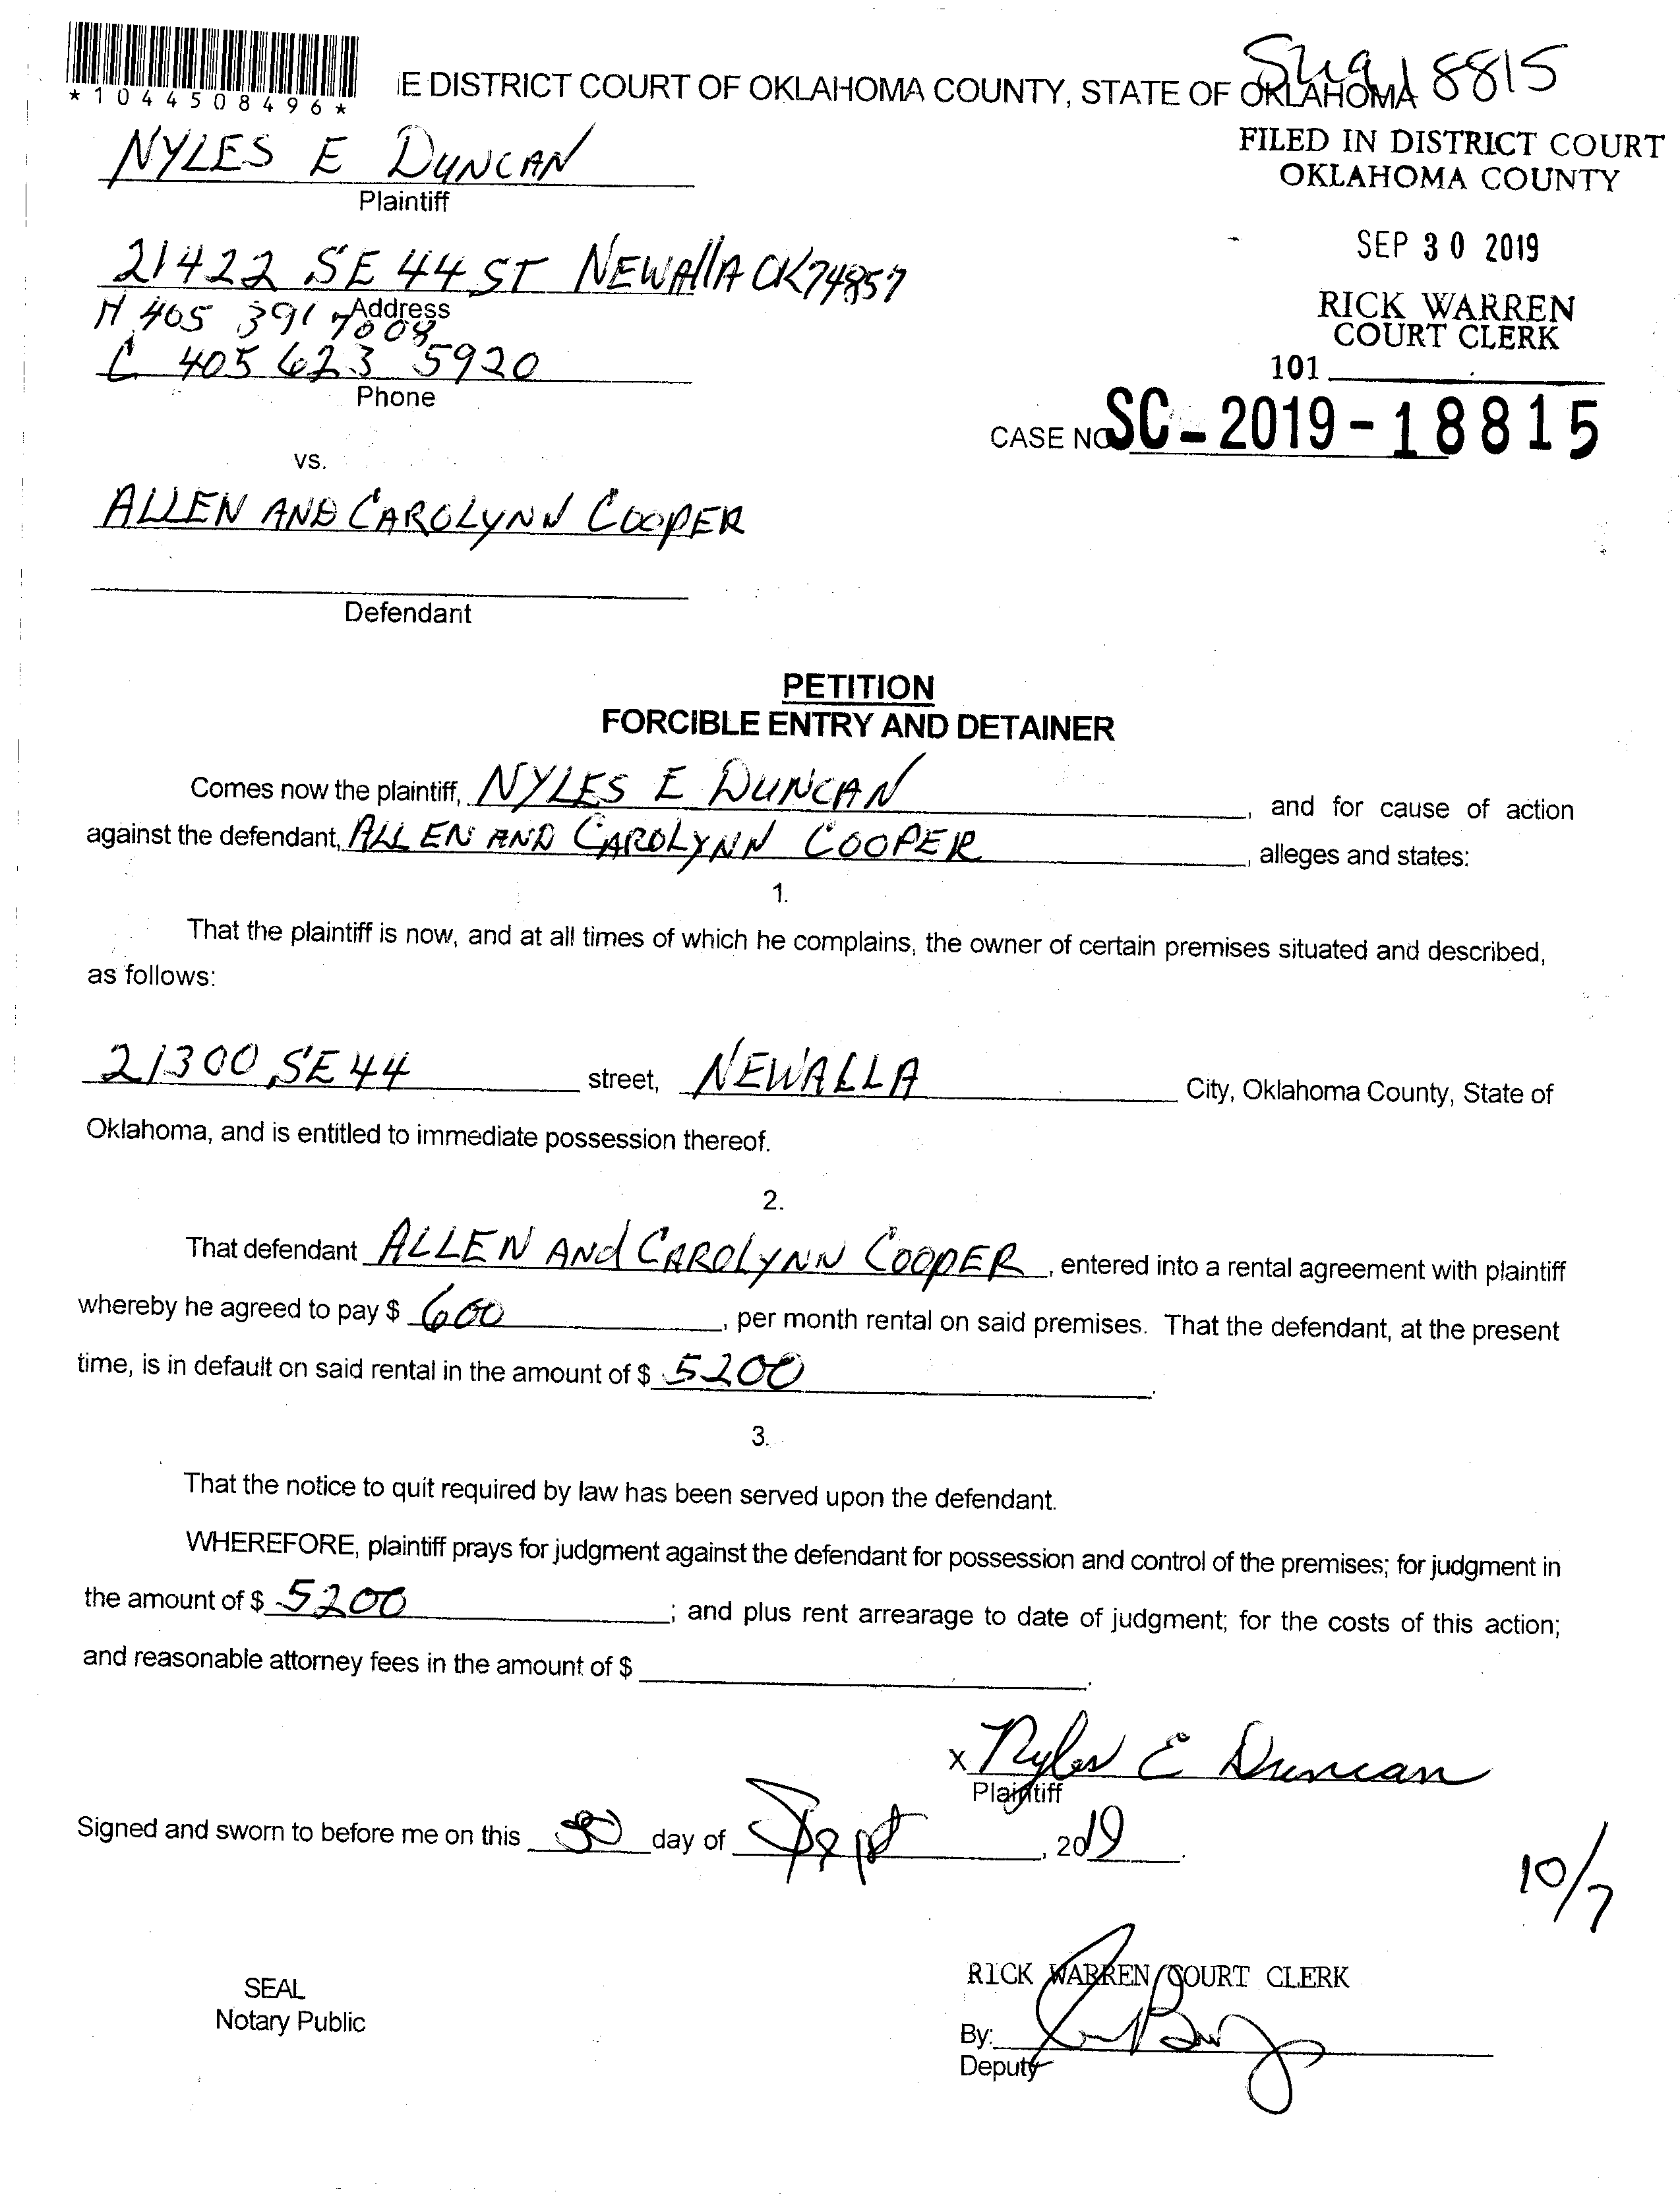 *1044508496*
E DISTRICT COURT OF OKLAHOMA COUNTY, STATE OF OKLAHOMA
18815
NYLES E DUNCAN
Plaintiff
FILED IN DISTRICT COURT
OKLAHOMA COUNTY
21422 SE 44 ST NEWAllA OK 74857
Address
SEP 30 2019
H 405 391 7008
RICK WARREN
COURT CLERK
C 405 623 5920
Phone
101
CASE NO SC-2019-18815
vs.
ALLEN AND CAROLYNN COOPER
Defendant
PETITION
FORCIBLE ENTRY AND DETAINER
Comes now the plaintiff, NYLES E DUNCAN, and for cause of action
against the defendant, ALLEN AND CAROLYNN COOPER, alleges and states:
1.
That the plaintiff is now, and at all times of which he complains, the owner of certain premises situated and described,
as follows:
21300 SE 44 street, NEWALLA City, Oklahoma County, State of
Oklahoma, and is entitled to immediate possession thereof.
2.
That defendant ALLEN ANd CAROLYNN COOPER, entered into a rental agreement with plaintiff
whereby he agreed to pay $ 600, per month rental on said premises. That the defendant, at the present
time, is in default on said rental in the amount of $ 5200.
3.
That the notice to quit required by law has been served upon the defendant.
WHEREFORE, plaintiff prays for judgment against the defendant for possession and control of the premises; for judgment in
the amount of $ 5200; and plus rent arrearage to date of judgment; for the costs of this action;
and reasonable attorney fees in the amount of $ .
x Nyles E Duncan
Plaintiff
Signed and sworn to before me on this 30 day of Sept, 2019.
10/7
RICK WARREN COURT CLERK
SEAL
Notary Public
By:
Deputy